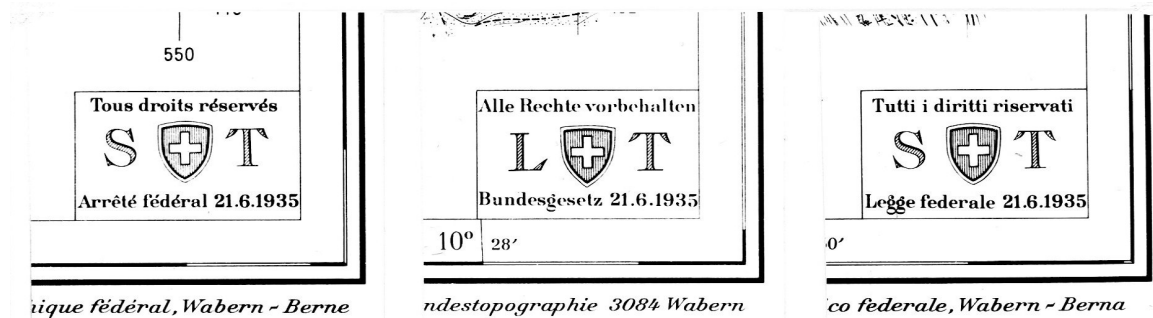 550
Tous droits réservés
S T
Arrêté fédéral 21.6.1935
nique fédéral, Wabern - Berne
Alle Rechte vorbehalten
L T
Bundesgesetz 21.6.1935
10° 28′
ndestopographie 3084 Wabern
Tutti i diritti riservati
S T
Legge federale 21.6.1935
0′
co federale, Wabern - Berna